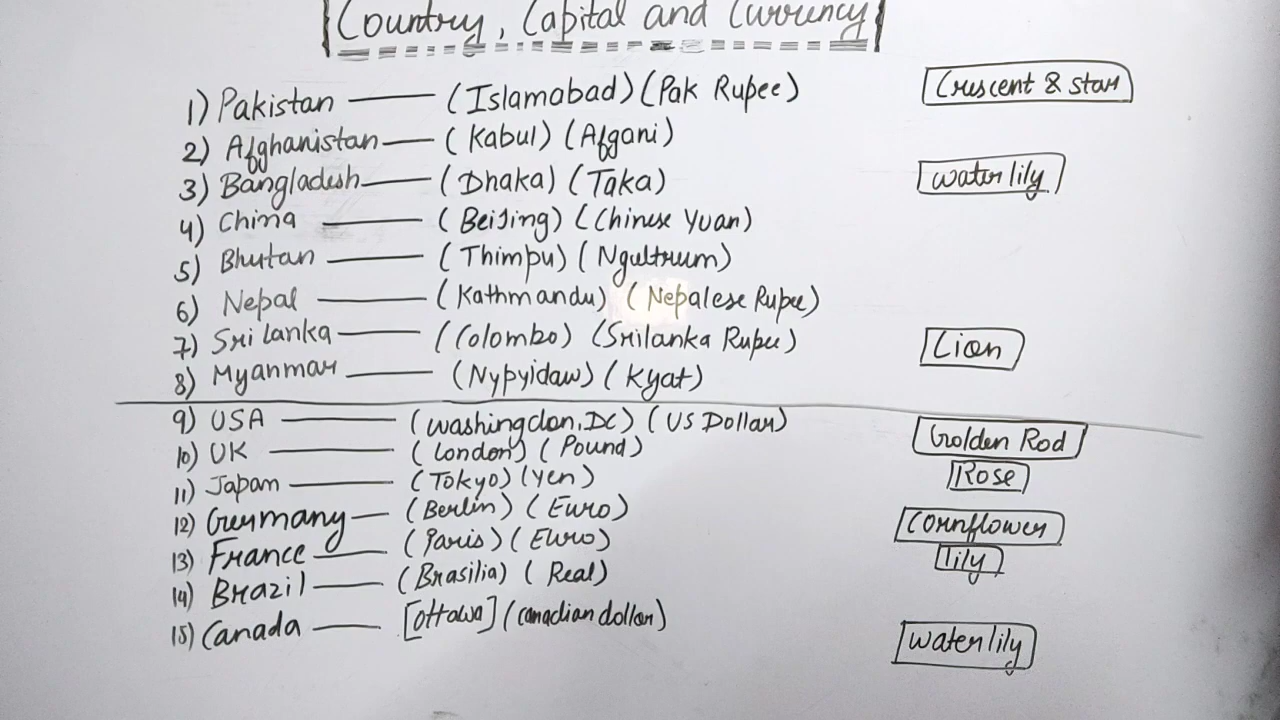 Country, Capital and Currency
1) Pakistan — (Islamabad) (Pak Rupee) Crescent & star
2) Afghanistan — (Kabul) (Afgani)
3) Bangladesh — (Dhaka) (Taka) water lily
4) China — (BeiJing) (Chinese Yuan)
5) Bhutan — (Thimpu) (Ngultrum)
6) Nepal — (Kathmandu) (Nepalese Rupee)
7) Sri Lanka — (Colombo) (Srilanka Rupee) Lion
8) Myanmar — (Nypyidaw) (Kyat)
9) USA — (washingdon,DC) (US Dollar) Golden Rod
10) UK — (London) (Pound) Rose
11) Japan — (Tokyo) (Yen)
12) Germany — (Berlin) (Euro) Cornflower
13) France — (Paris) (Euro) lily
14) Brazil — (Brasilia) (Real)
15) Canada — [ottawa] (canadian dollar) water lily